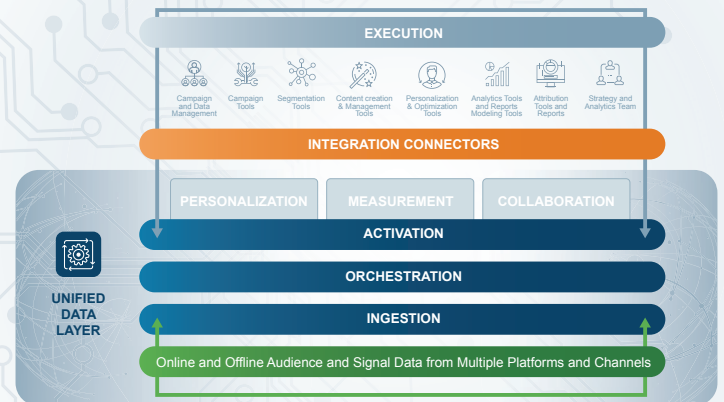 EXECUTION
Campaign
and Data
Management
Campaign
Tools
Segmentation
Tools
Content creation
& Management
Tools
Personalization
& Optimization
Tools
Analytics Tools
and Reports
Modeling Tools
Attribution
Tools and
Reports
Strategy and
Analytics Team
INTEGRATION CONNECTORS
PERSONALIZATION
MEASUREMENT
COLLABORATION
ACTIVATION
ORCHESTRATION
UNIFIED
DATA
LAYER
INGESTION
Online and Offline Audience and Signal Data from Multiple Platforms and Channels